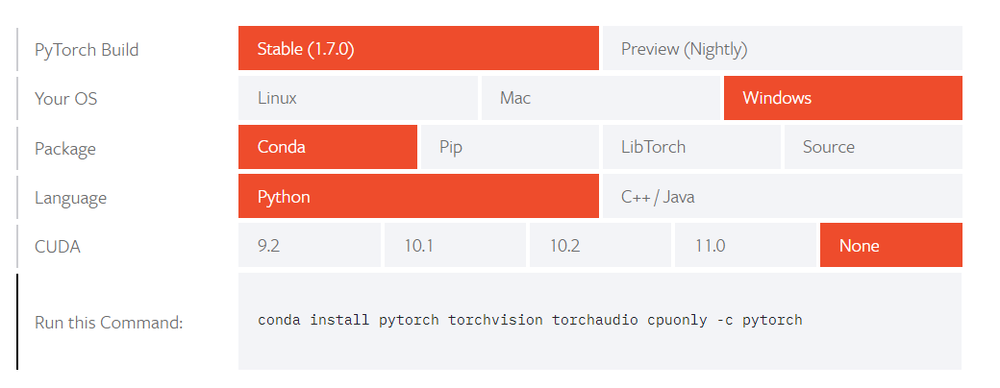 PyTorch Build Stable (1.7.0) Preview (Nightly)
Your OS Linux Mac Windows
Package Conda Pip LibTorch Source
Language Python C++ / Java
CUDA 9.2 10.1 10.2 11.0 None
Run this Command: conda install pytorch torchvision torchaudio cpuonly -c pytorch